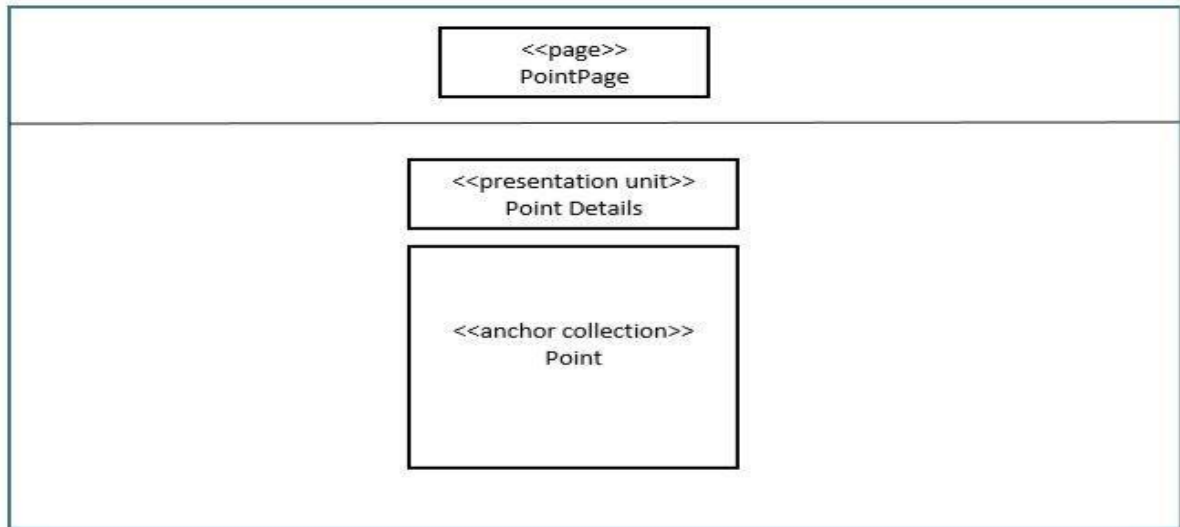 <<page>>
PointPage
<<presentation unit>>
Point Details
<<anchor collection>>
Point